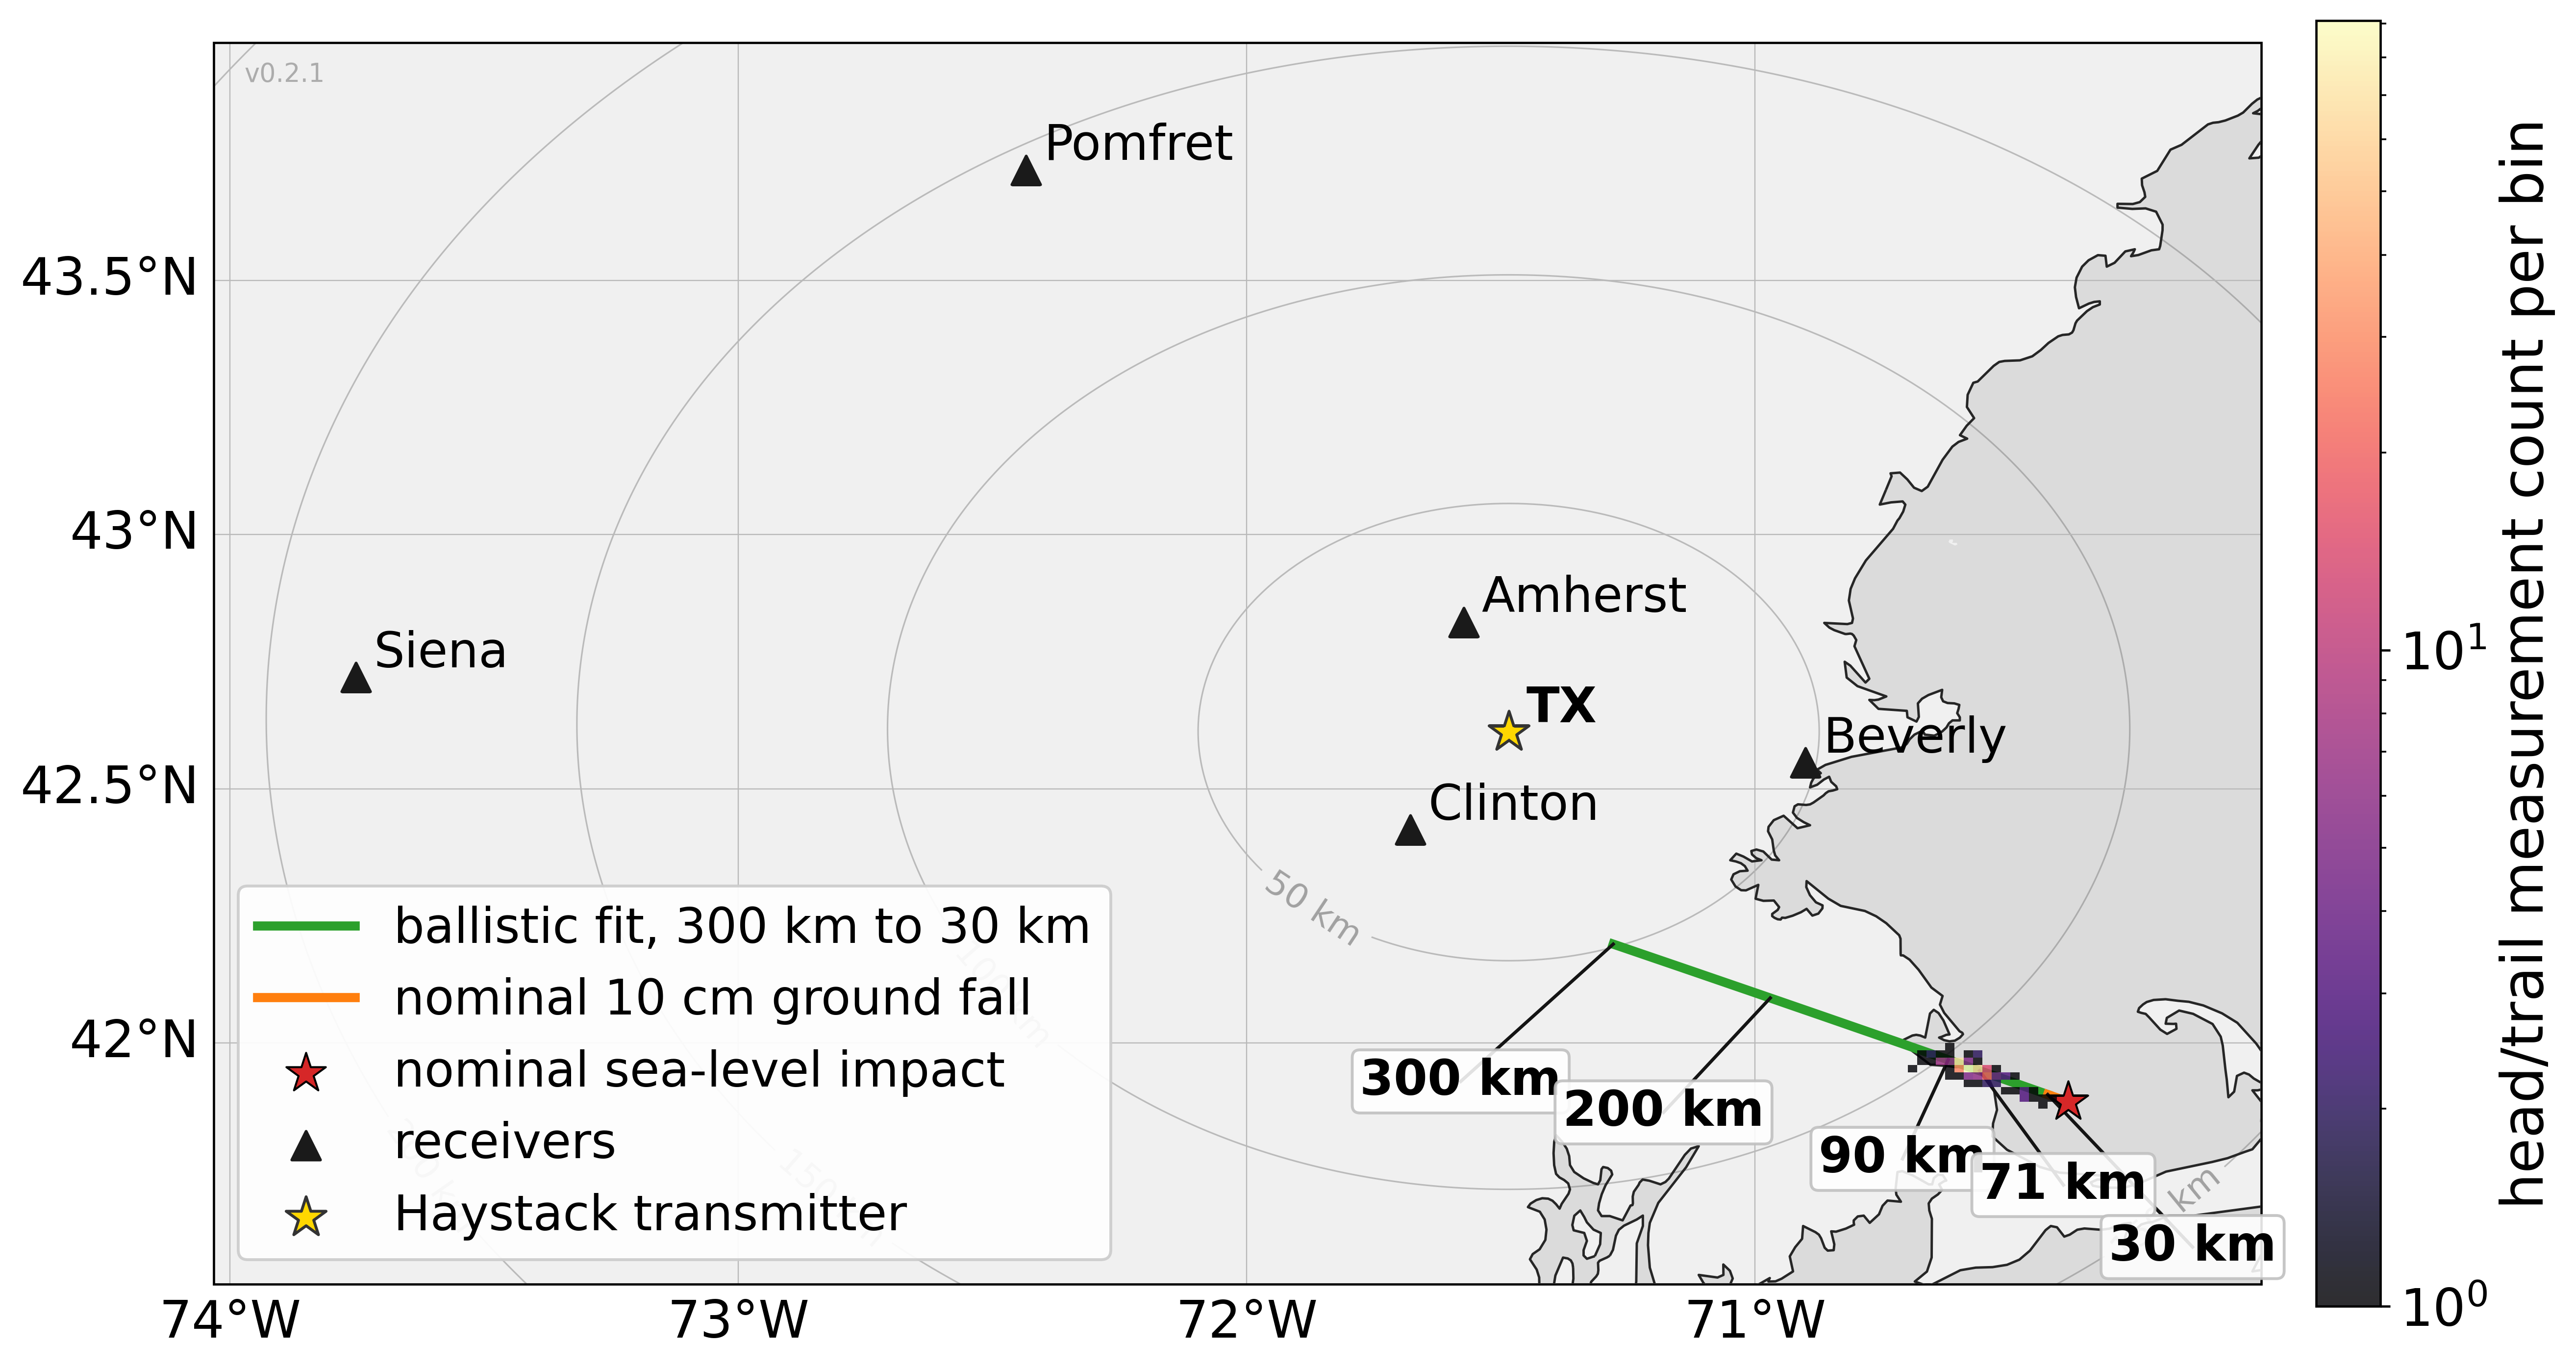 v0.2.1
Pomfret
43.5°N
43°N
Amherst
Siena
TX
Beverly
42.5°N
Clinton
50 km
ballistic fit, 300 km to 30 km
nominal 10 cm ground fall
nominal sea-level impact
receivers
Haystack transmitter
42°N
300 km
200 km
90 km
71 km
km
30 km
74°W
73°W
72°W
71°W
10¹
10⁰
head/trail measurement count per bin